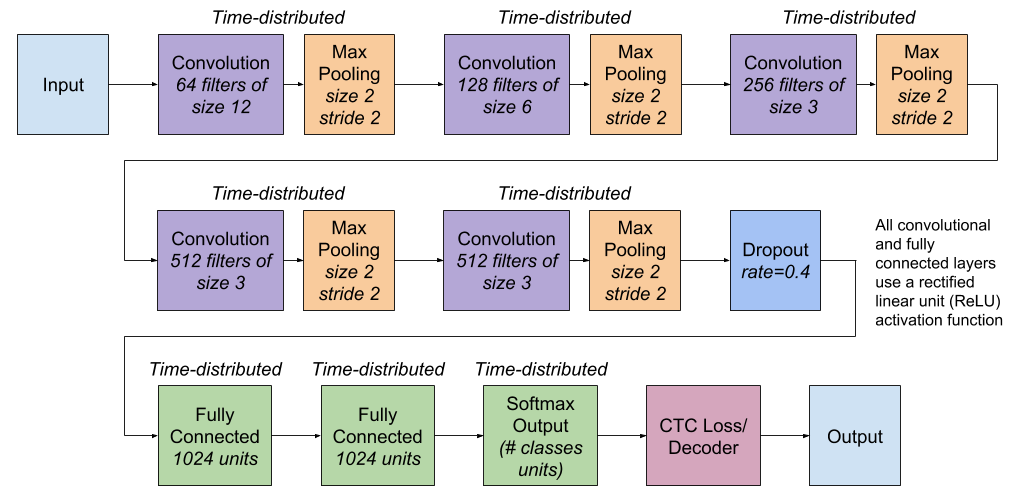 Time-distributed
Time-distributed
Time-distributed
Input
Convolution
64 filters of
size 12
Max
Pooling
size 2
stride 2
Convolution
128 filters of
size 6
Max
Pooling
size 2
stride 2
Convolution
256 filters of
size 3
Max
Pooling
size 2
stride 2
Time-distributed
Time-distributed
Convolution
512 filters of
size 3
Max
Pooling
size 2
stride 2
Convolution
512 filters of
size 3
Max
Pooling
size 2
stride 2
Dropout
rate=0.4
All convolutional
and fully
connected layers
use a rectified
linear unit (ReLU)
activation function
Time-distributed
Time-distributed
Time-distributed
Fully
Connected
1024 units
Fully
Connected
1024 units
Softmax
Output
(# classes
units)
CTC Loss/
Decoder
Output